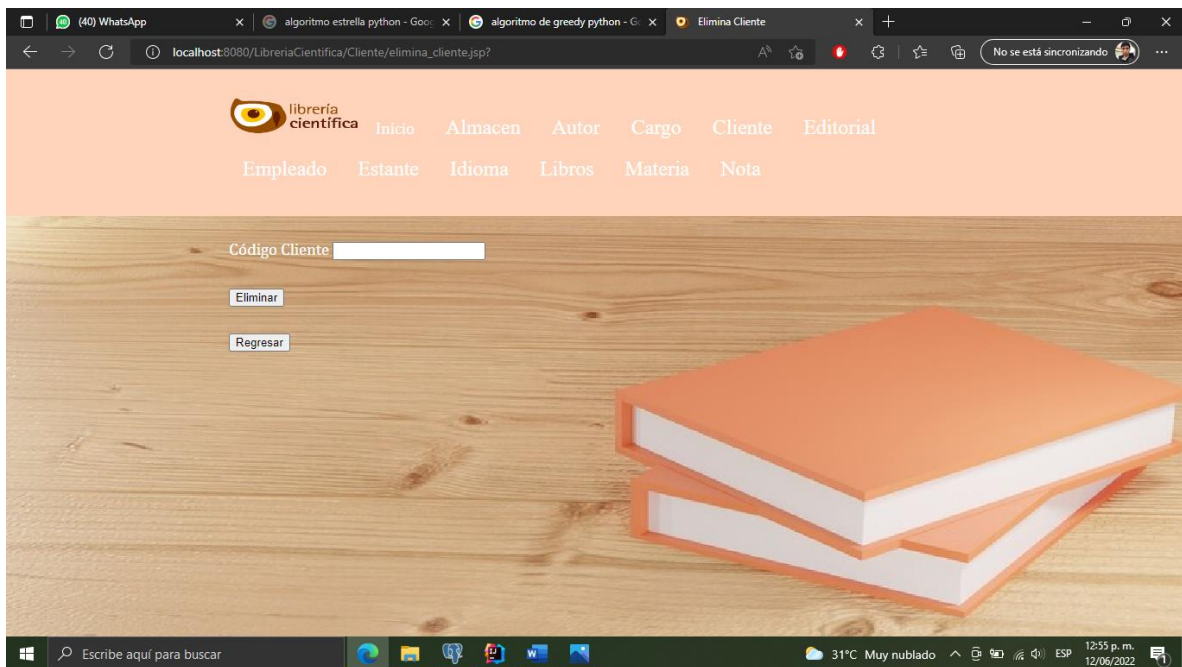 (40) WhatsApp
algoritmo estrella python - Goog
algoritmo de greedy python - Go
Elimina Cliente
localhost:8080/LibreriaCientifica/Cliente/elimina_cliente.jsp?
No se está sincronizando
librería
científica
Inicio Almacen Autor Cargo Cliente Editorial
Empleado Estante Idioma Libros Materia Nota
Código Cliente
Eliminar
Regresar
Escribe aquí para buscar
31°C Muy nublado
ESP
12:55 p. m.
12/06/2022